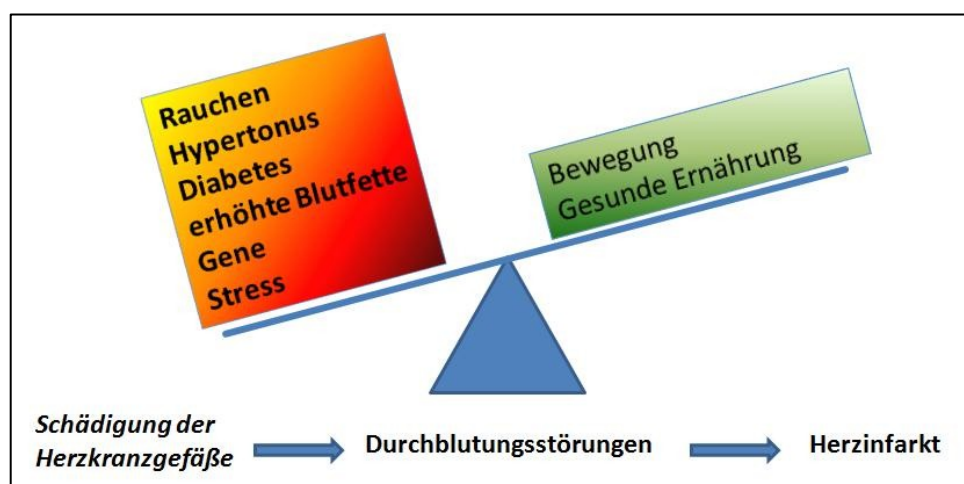 Rauchen
Hypertonus
Diabetes
erhöhte Blutfette
Gene
Stress
Bewegung
Gesunde Ernährung
Schädigung der
Herzkranzgefäße
Durchblutungsstörungen
Herzinfarkt